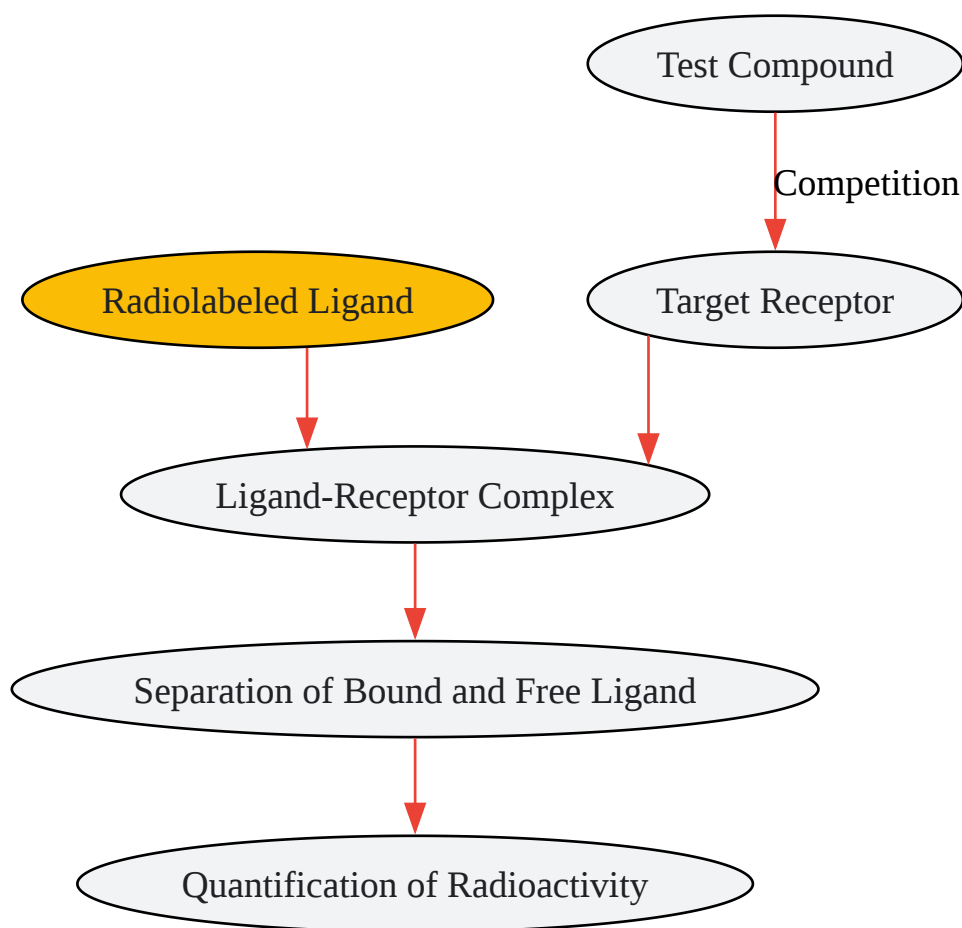 Test Compound
Competition
Radiolabeled Ligand
Target Receptor
Ligand-Receptor Complex
Separation of Bound and Free Ligand
Quantification of Radioactivity